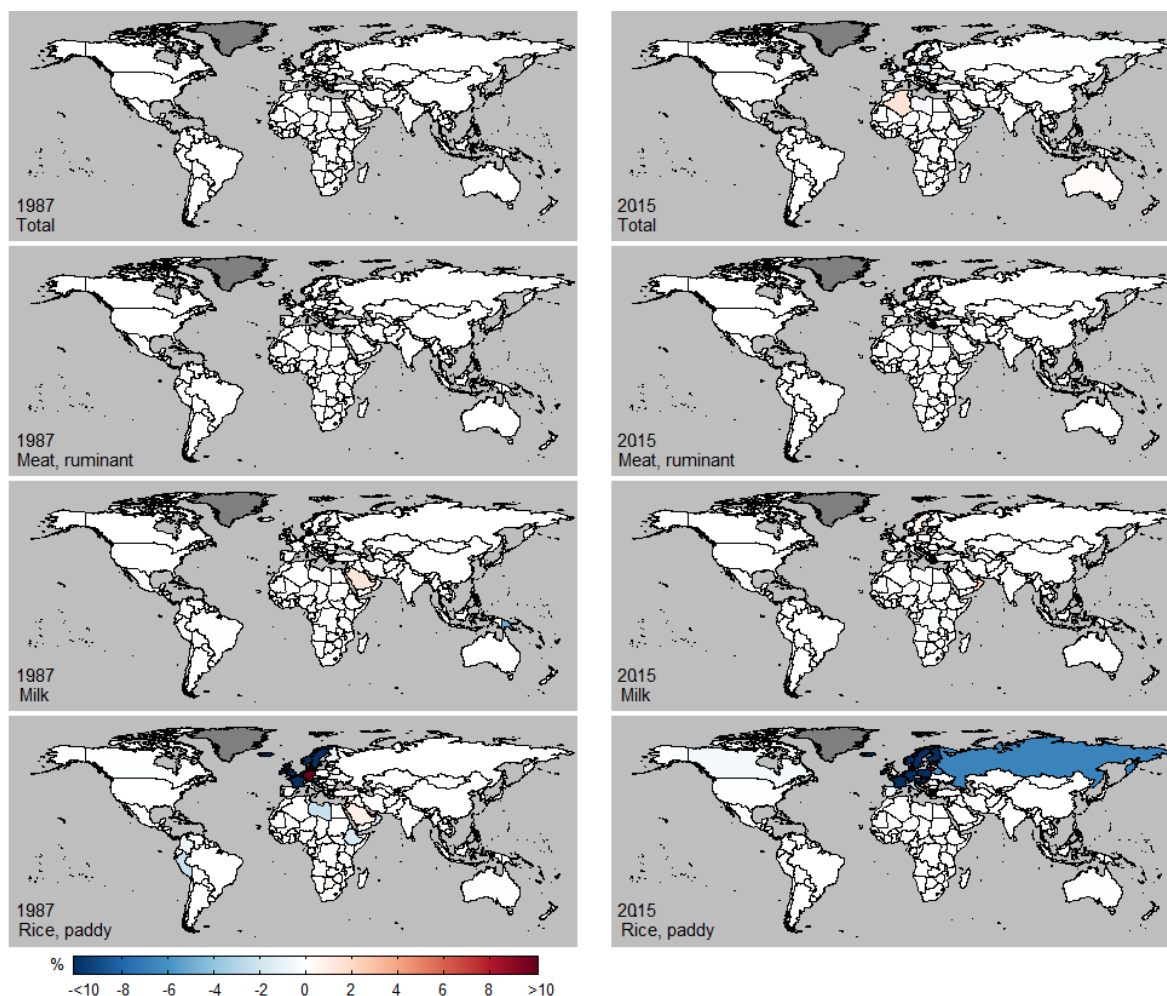 1987
Total
2015
Total
1987
Meat, ruminant
2015
Meat, ruminant
1987
Milk
2015
Milk
1987
Rice, paddy
2015
Rice, paddy
%
-<10 -8 -6 -4 -2 0 2 4 6 8 >10